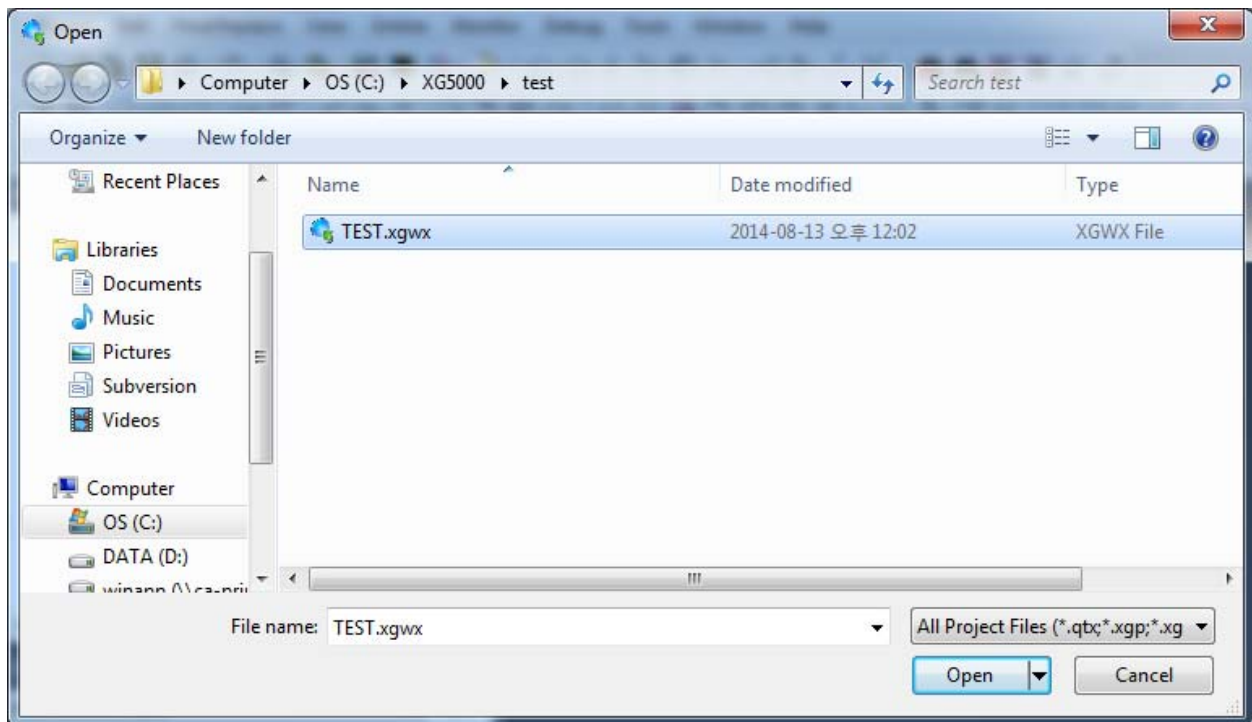 Open
Computer ▸ OS (C:) ▸ XG5000 ▸ test
Search test
Organize
New folder
Recent Places
Libraries
Documents
Music
Pictures
Subversion
Videos
Computer
OS (C:)
DATA (D:)
Name Date modified Type
TEST.xgwx 2014-08-13 오후 12:02 XGWX File
File name: TEST.xgwx
All Project Files (*.qtx;*.xgp;*.xg
Open
Cancel